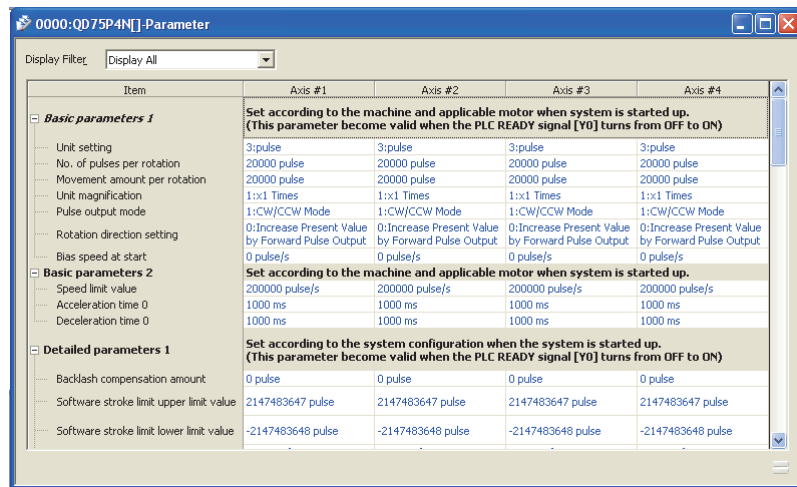 0000:QD75P4N[]-Parameter
Display Filter Display All
Item Axis #1 Axis #2 Axis #3 Axis #4
Basic parameters 1 Set according to the machine and applicable motor when system is started up.
(This parameter become valid when the PLC READY signal [Y0] turns from OFF to ON)
Unit setting 3:pulse 3:pulse 3:pulse 3:pulse
No. of pulses per rotation 20000 pulse 20000 pulse 20000 pulse 20000 pulse
Movement amount per rotation 20000 pulse 20000 pulse 20000 pulse 20000 pulse
Unit magnification 1:x1 Times 1:x1 Times 1:x1 Times 1:x1 Times
Pulse output mode 1:CW/CCW Mode 1:CW/CCW Mode 1:CW/CCW Mode 1:CW/CCW Mode
Rotation direction setting 0:Increase Present Value 0:Increase Present Value 0:Increase Present Value 0:Increase Present Value
by Forward Pulse Output by Forward Pulse Output by Forward Pulse Output by Forward Pulse Output
Bias speed at start 0 pulse/s 0 pulse/s 0 pulse/s 0 pulse/s
Basic parameters 2 Set according to the machine and applicable motor when system is started up.
Speed limit value 200000 pulse/s 200000 pulse/s 200000 pulse/s 200000 pulse/s
Acceleration time 0 1000 ms 1000 ms 1000 ms 1000 ms
Deceleration time 0 1000 ms 1000 ms 1000 ms 1000 ms
Detailed parameters 1 Set according to the system configuration when the system is started up.
(This parameter become valid when the PLC READY signal [Y0] turns from OFF to ON)
Backlash compensation amount 0 pulse 0 pulse 0 pulse 0 pulse
Software stroke limit upper limit value 2147483647 pulse 2147483647 pulse 2147483647 pulse 2147483647 pulse
Software stroke limit lower limit value -2147483648 pulse -2147483648 pulse -2147483648 pulse -2147483648 pulse